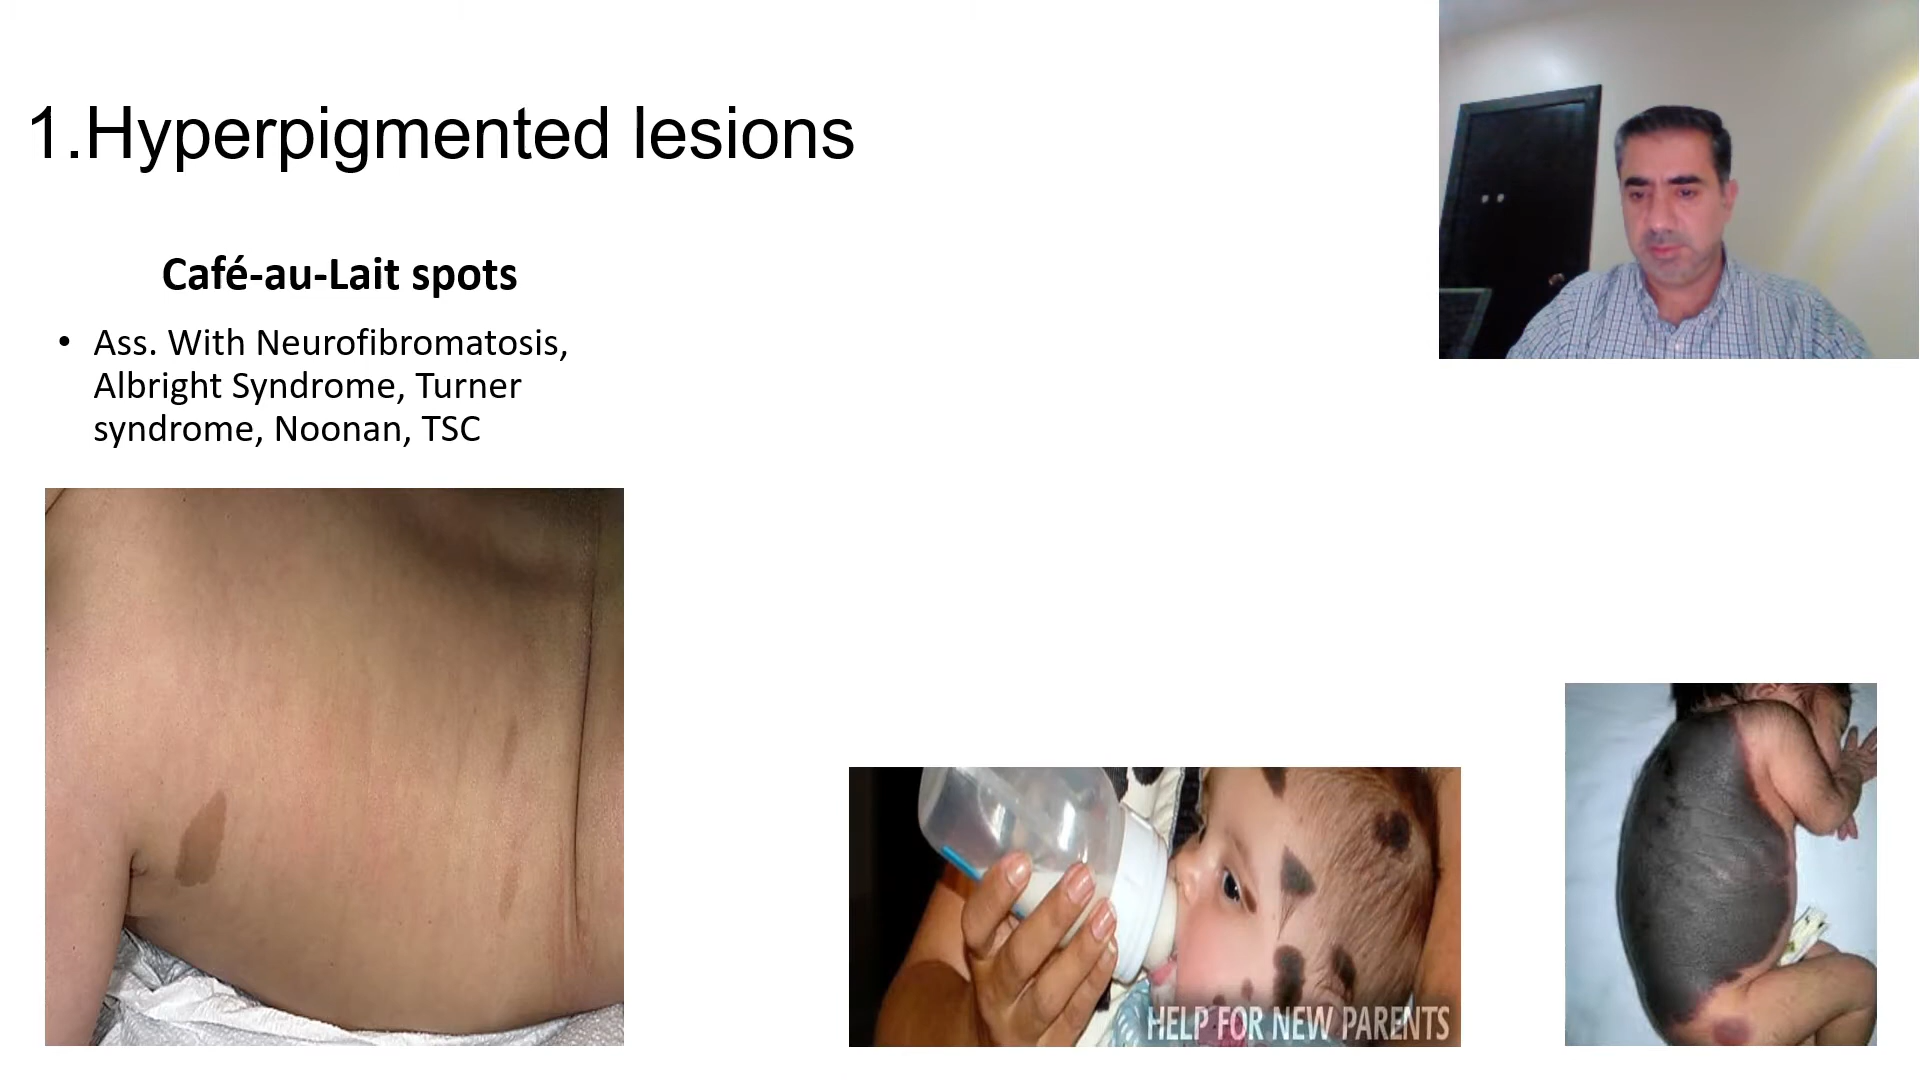 1.Hyperpigmented lesions
Café-au-Lait spots
• Ass. With Neurofibromatosis,
Albright Syndrome, Turner
syndrome, Noonan, TSC
HELP FOR NEW PARENTS